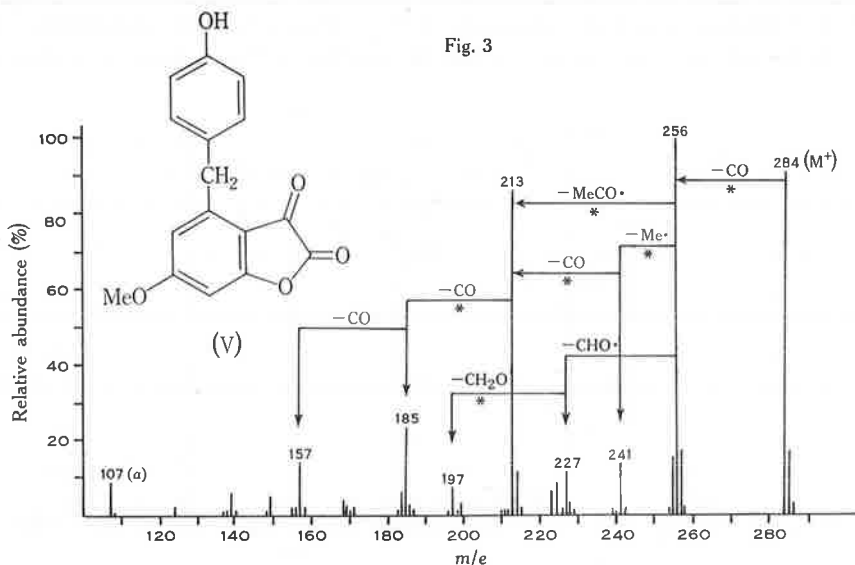 Fig. 3
OH
CH₂
O
O
O
MeO
(V)
Relative abundance (%)
100
80
60
40
20
120
140
160
180
200
220
240
260
280
m/e
107 (a)
157
185
197
213
227
241
256
284 (M⁺)
−CO
*
−MeCO•
*
−Me•
*
−CO
*
−CO
*
−CO
−CHO•
−CH₂O
*